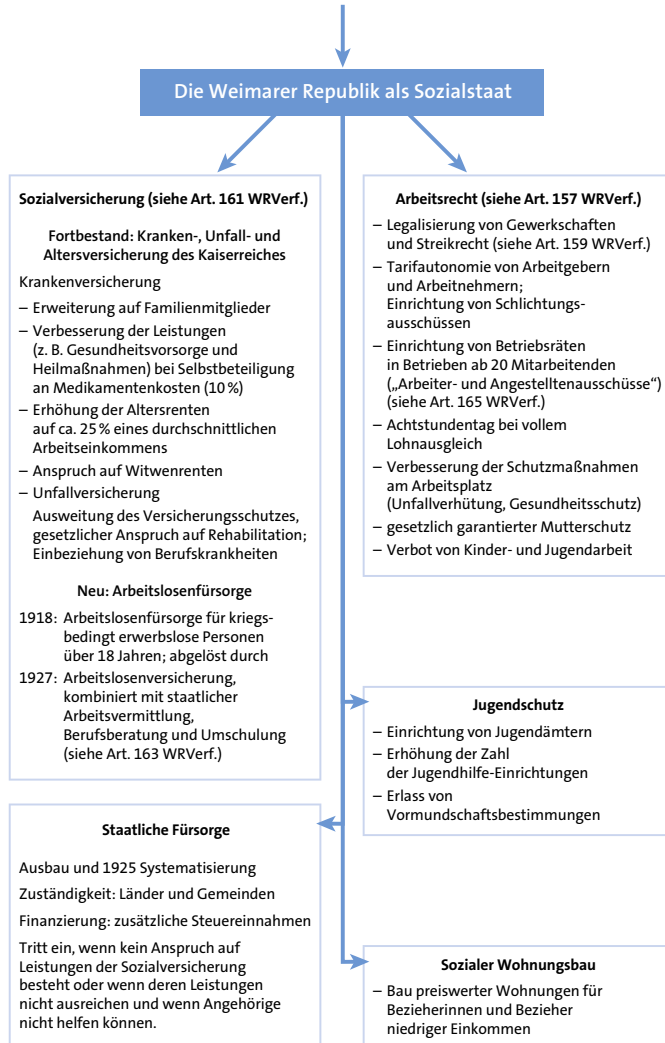 Die Weimarer Republik als Sozialstaat
Sozialversicherung (siehe Art. 161 WRVerf.)
Fortbestand: Kranken-, Unfall- und
Altersversicherung des Kaiserreiches
Krankenversicherung
– Erweiterung auf Familienmitglieder
– Verbesserung der Leistungen
(z. B. Gesundheitsvorsorge und
Heilmaßnahmen) bei Selbstbeteiligung
an Medikamentenkosten (10 %)
– Erhöhung der Altersrenten
auf ca. 25 % eines durchschnittlichen
Arbeitseinkommens
– Anspruch auf Witwenrenten
– Unfallversicherung
Ausweitung des Versicherungsschutzes,
gesetzlicher Anspruch auf Rehabilitation;
Einbeziehung von Berufskrankheiten
Neu: Arbeitslosenfürsorge
1918: Arbeitslosenfürsorge für kriegs-
bedingt erwerbslose Personen
über 18 Jahren; abgelöst durch
1927: Arbeitslosenversicherung,
kombiniert mit staatlicher
Arbeitsvermittlung,
Berufsberatung und Umschulung
(siehe Art. 163 WRVerf.)
Arbeitsrecht (siehe Art. 157 WRVerf.)
– Legalisierung von Gewerkschaften
und Streikrecht (siehe Art. 159 WRVerf.)
– Tarifautonomie von Arbeitgebern
und Arbeitnehmern;
Einrichtung von Schlichtungs-
ausschüssen
– Einrichtung von Betriebsräten
in Betrieben ab 20 Mitarbeitenden
(„Arbeiter- und Angestelltenausschüsse“)
(siehe Art. 165 WRVerf.)
– Achtstundentag bei vollem
Lohnausgleich
– Verbesserung der Schutzmaßnahmen
am Arbeitsplatz
(Unfallverhütung, Gesundheitsschutz)
– gesetzlich garantierter Mutterschutz
– Verbot von Kinder- und Jugendarbeit
Jugendschutz
– Einrichtung von Jugendämtern
– Erhöhung der Zahl
der Jugendhilfe-Einrichtungen
– Erlass von
Vormundschaftsbestimmungen
Staatliche Fürsorge
Ausbau und 1925 Systematisierung
Zuständigkeit: Länder und Gemeinden
Finanzierung: zusätzliche Steuereinnahmen
Tritt ein, wenn kein Anspruch auf
Leistungen der Sozialversicherung
besteht oder wenn deren Leistungen
nicht ausreichen und wenn Angehörige
nicht helfen können.
Sozialer Wohnungsbau
– Bau preiswerter Wohnungen für
Bezieherinnen und Bezieher
niedriger Einkommen